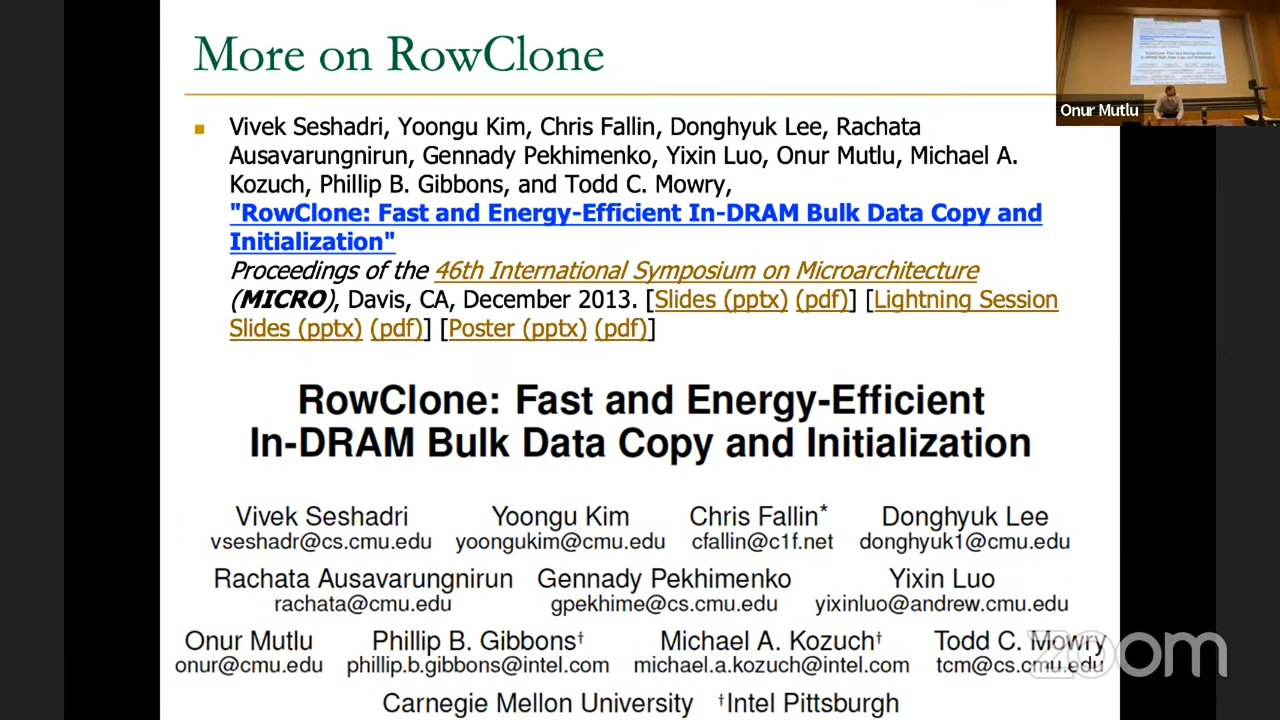 More on RowClone
Onur Mutlu
Vivek Seshadri, Yoongu Kim, Chris Fallin, Donghyuk Lee, Rachata
Ausavarungnirun, Gennady Pekhimenko, Yixin Luo, Onur Mutlu, Michael A.
Kozuch, Phillip B. Gibbons, and Todd C. Mowry,
"RowClone: Fast and Energy-Efficient In-DRAM Bulk Data Copy and
Initialization"
Proceedings of the 46th International Symposium on Microarchitecture
(MICRO), Davis, CA, December 2013. [Slides (pptx) (pdf)] [Lightning Session
Slides (pptx) (pdf)] [Poster (pptx) (pdf)]
RowClone: Fast and Energy-Efficient
In-DRAM Bulk Data Copy and Initialization
Vivek Seshadri Yoongu Kim Chris Fallin* Donghyuk Lee
vseshadr@cs.cmu.edu yoongukim@cmu.edu cfallin@c1f.net donghyuk1@cmu.edu
Rachata Ausavarungnirun Gennady Pekhimenko Yixin Luo
rachata@cmu.edu gpekhime@cs.cmu.edu yixinluo@andrew.cmu.edu
Onur Mutlu Phillip B. Gibbons† Michael A. Kozuch† Todd C. Mowry
onur@cmu.edu phillip.b.gibbons@intel.com michael.a.kozuch@intel.com tcm@cs.cmu.edu
zoom
Carnegie Mellon University †Intel Pittsburgh